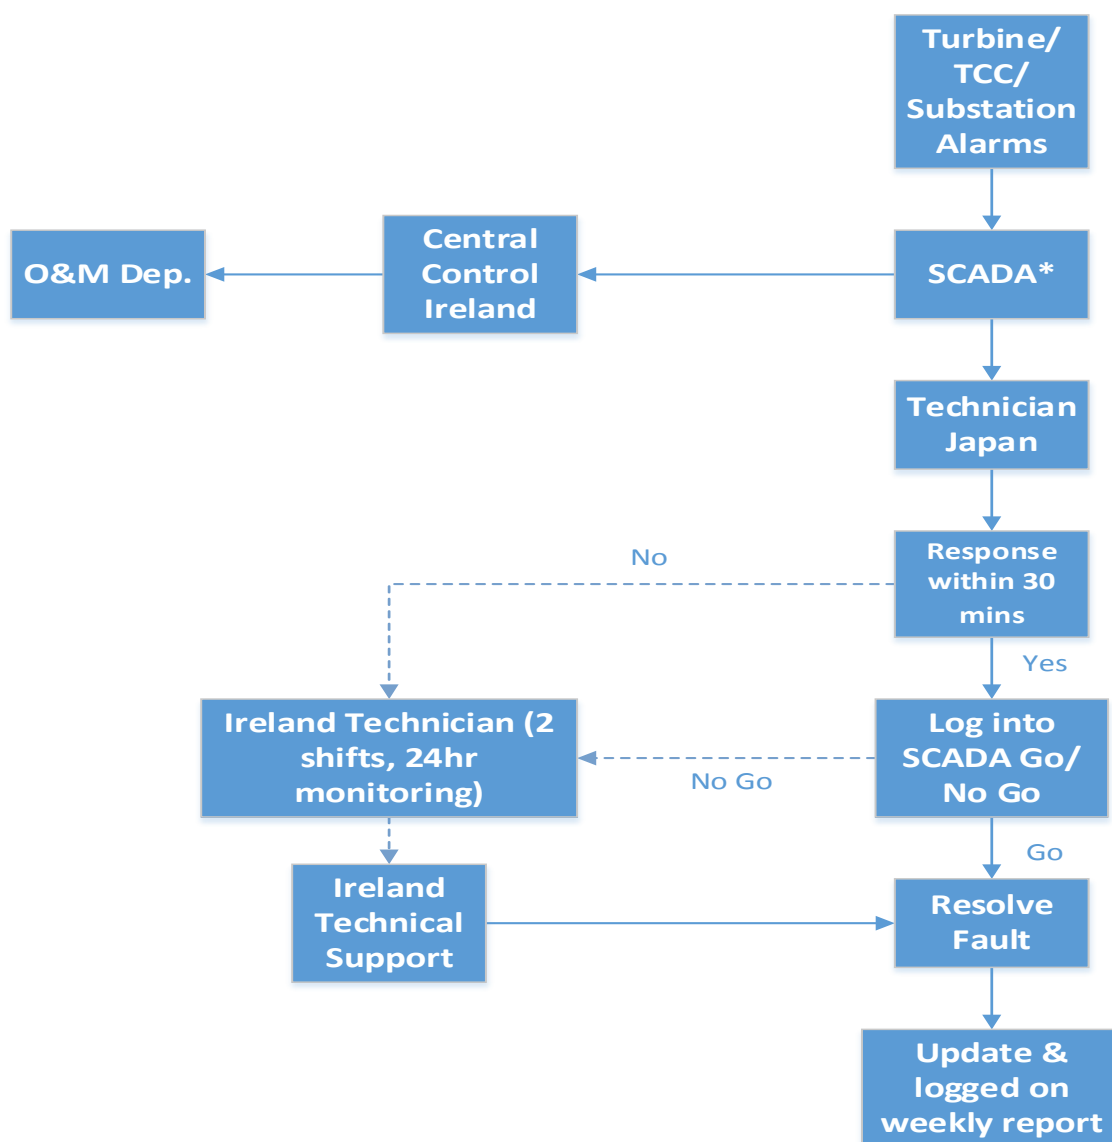 Turbine/
TCC/
Substation
Alarms
O&M Dep.
Central
Control
Ireland
SCADA*
Technician
Japan
No
Response
within 30
mins
Yes
Ireland Technician (2
shifts, 24hr
monitoring)
No Go
Log into
SCADA Go/
No Go
Go
Ireland
Technical
Support
Resolve
Fault
Update &
logged on
weekly report